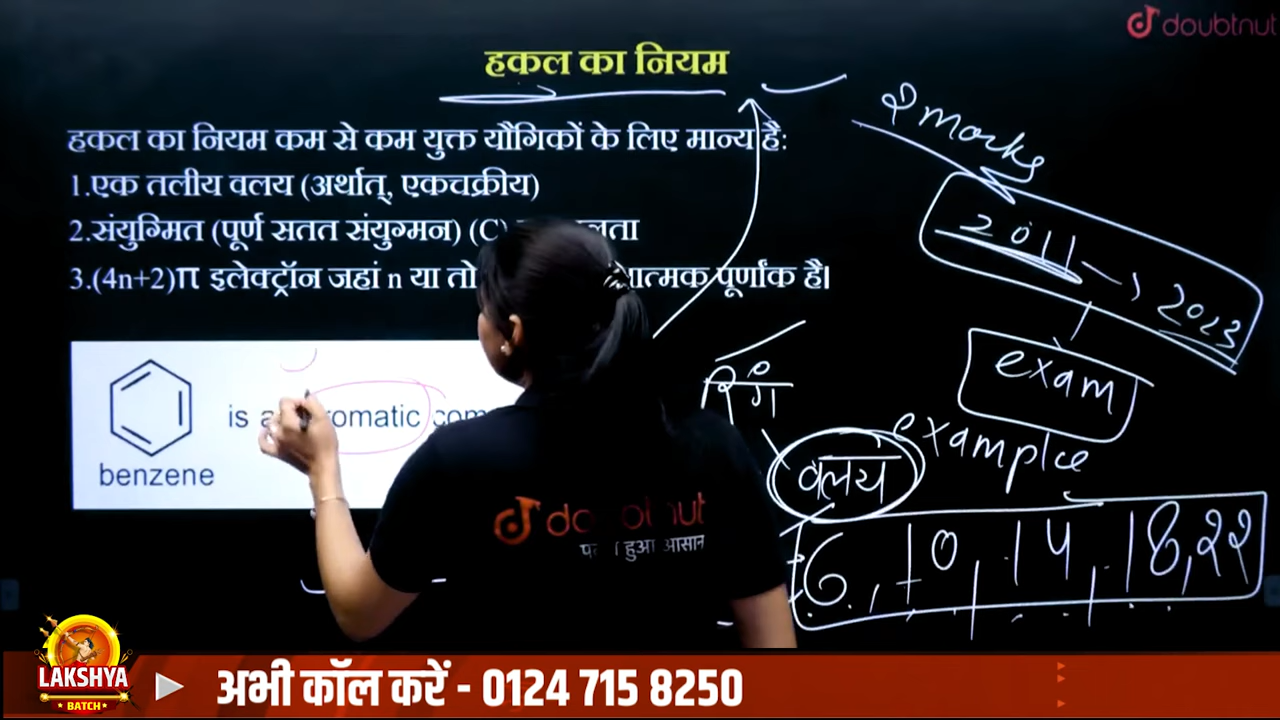 doubtnut
हकल का नियम
2 marks
हकल का नियम कम से कम युक्त यौगिकों के लिए मान्य है:
1.एक तलीय वलय (अर्थात्, एकचक्रीय)
2.संयुग्मित (पूर्ण सतत संयुग्मन) (C)
3.(4n+2)π इलेक्ट्रॉन जहां n या तो पूर्णांक है।
2011 → 2023
exam
रिंग
is aromatic
benzene
example
वलय
6, 10, 14, 18, 22
doubtnut
हुआ आसान
LAKSHYA
BATCH
अभी कॉल करें - 0124 715 8250